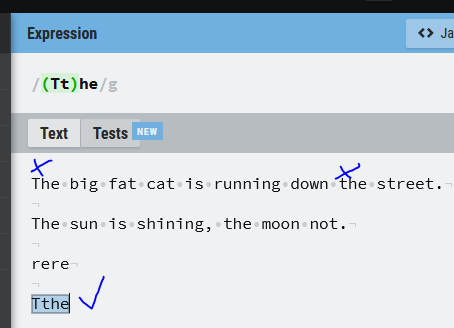 Expression
<> Ja
/(Tt)he/g
Text Tests NEW
The big fat cat is running down the street.
The sun is shining, the moon not.
rere
Tthe